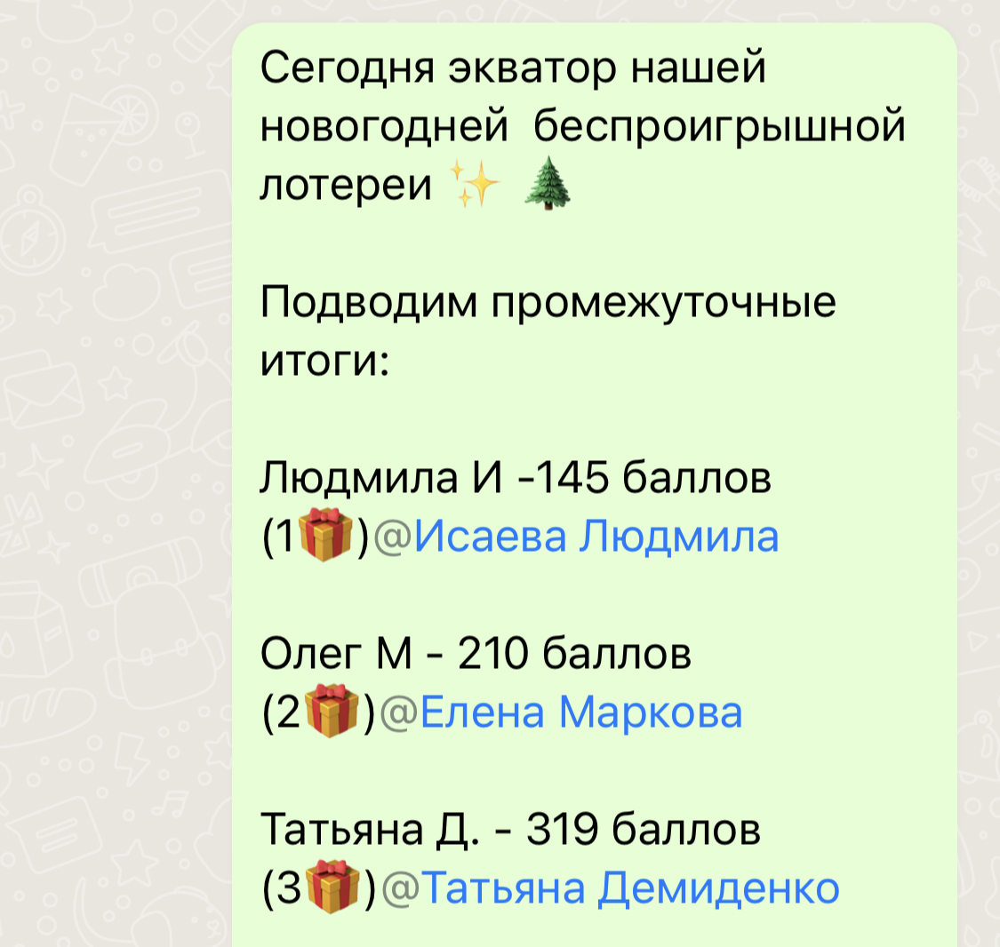 Сегодня экватор нашей
новогодней  беспроигрышной
лотереи ✨ 🌲
Подводим промежуточные
итоги:
Людмила И -145 баллов
(1🎁)@Исаева Людмила
Олег М - 210 баллов
(2🎁)@Елена Маркова
Татьяна Д. - 319 баллов
(3🎁)@Татьяна Демиденко